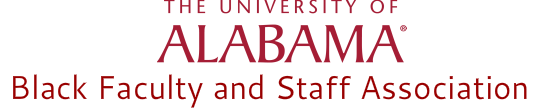 THE UNIVERSITY OF
ALABAMA®
Black Faculty and Staff Association